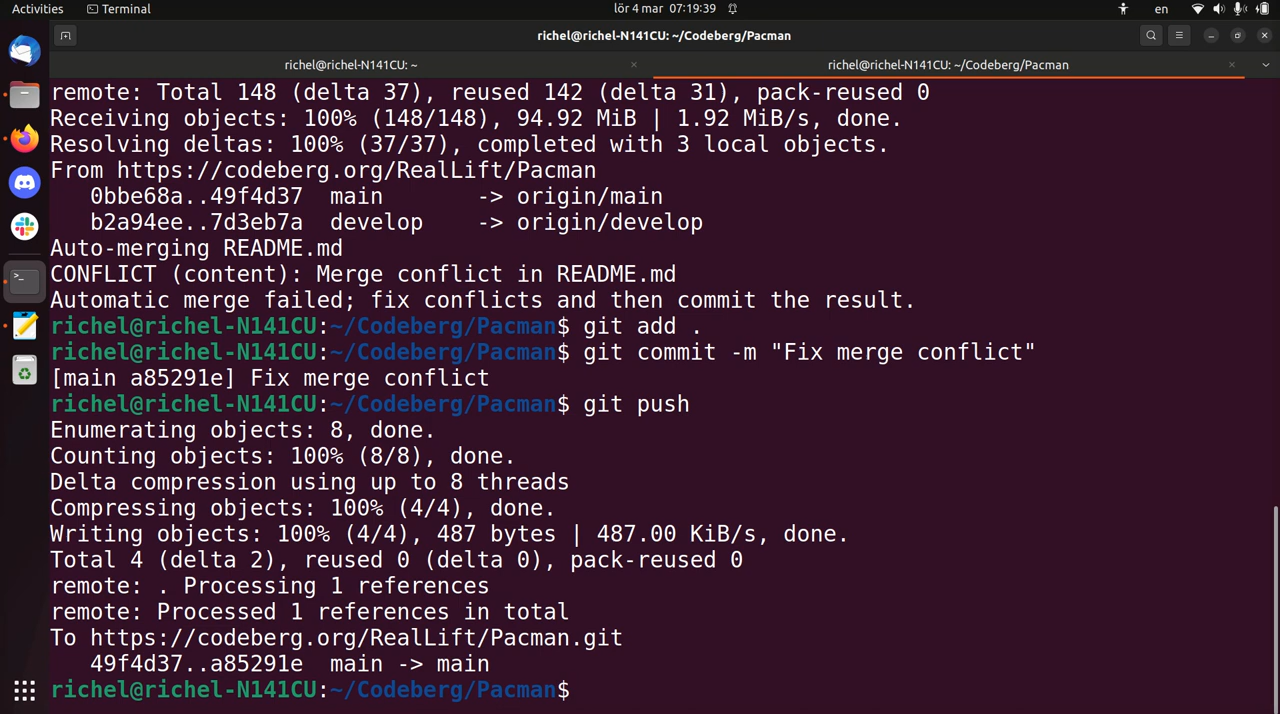 Activities Terminal lör 4 mar 07:19:39 en
richel@richel-N141CU: ~/Codeberg/Pacman
richel@richel-N141CU: ~ richel@richel-N141CU: ~/Codeberg/Pacman
remote: Total 148 (delta 37), reused 142 (delta 31), pack-reused 0
Receiving objects: 100% (148/148), 94.92 MiB | 1.92 MiB/s, done.
Resolving deltas: 100% (37/37), completed with 3 local objects.
From https://codeberg.org/RealLift/Pacman
   0bbe68a..49f4d37  main       -> origin/main
   b2a94ee..7d3eb7a  develop    -> origin/develop
Auto-merging README.md
CONFLICT (content): Merge conflict in README.md
Automatic merge failed; fix conflicts and then commit the result.
richel@richel-N141CU:~/Codeberg/Pacman$ git add .
richel@richel-N141CU:~/Codeberg/Pacman$ git commit -m "Fix merge conflict"
[main a85291e] Fix merge conflict
richel@richel-N141CU:~/Codeberg/Pacman$ git push
Enumerating objects: 8, done.
Counting objects: 100% (8/8), done.
Delta compression using up to 8 threads
Compressing objects: 100% (4/4), done.
Writing objects: 100% (4/4), 487 bytes | 487.00 KiB/s, done.
Total 4 (delta 2), reused 0 (delta 0), pack-reused 0
remote: . Processing 1 references
remote: Processed 1 references in total
To https://codeberg.org/RealLift/Pacman.git
   49f4d37..a85291e  main -> main
richel@richel-N141CU:~/Codeberg/Pacman$